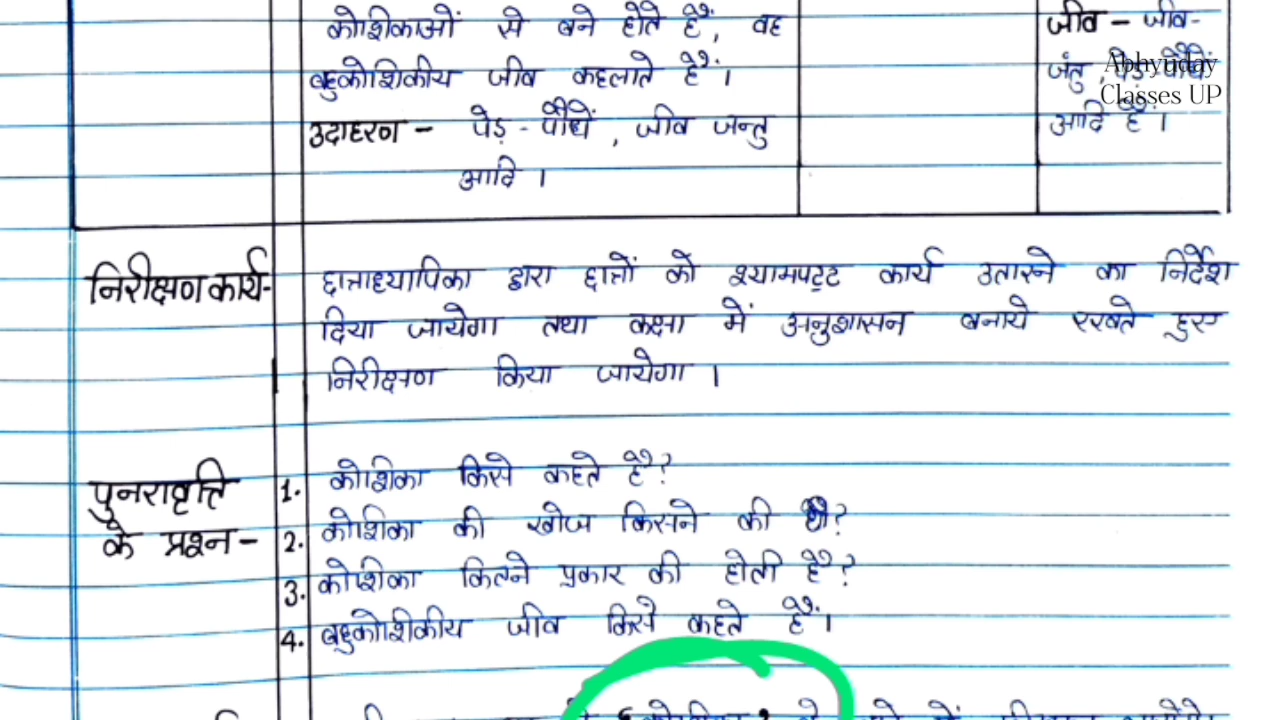 कोशिकाओं से बने होते हैं, वह
बहुकोशिकीय जीव कहलाते हैं।
उदाहरण - पेड़ - पौधें, जीव जन्तु
आदि ।
जीव - जीव-
जंतु, पेड़-पौधें
आदि हैं।
Abhyuday
Classes UP
निरीक्षण कार्य-
छात्राध्यापिका द्वारा छात्रों को श्यामपट्ट कार्य उतारने का निर्देश
दिया जायेगा तथा कक्षा में अनुशासन बनाये रखते हुए
निरीक्षण किया जायेगा ।
पुनरावृत्ति
के प्रश्न -
1. कोशिका किसे कहते है?
2. कोशिका की खोज किसने की थी?
3. कोशिका कितने प्रकार की होती है?
4. बहुकोशिकीय जीव किसे कहते हैं।